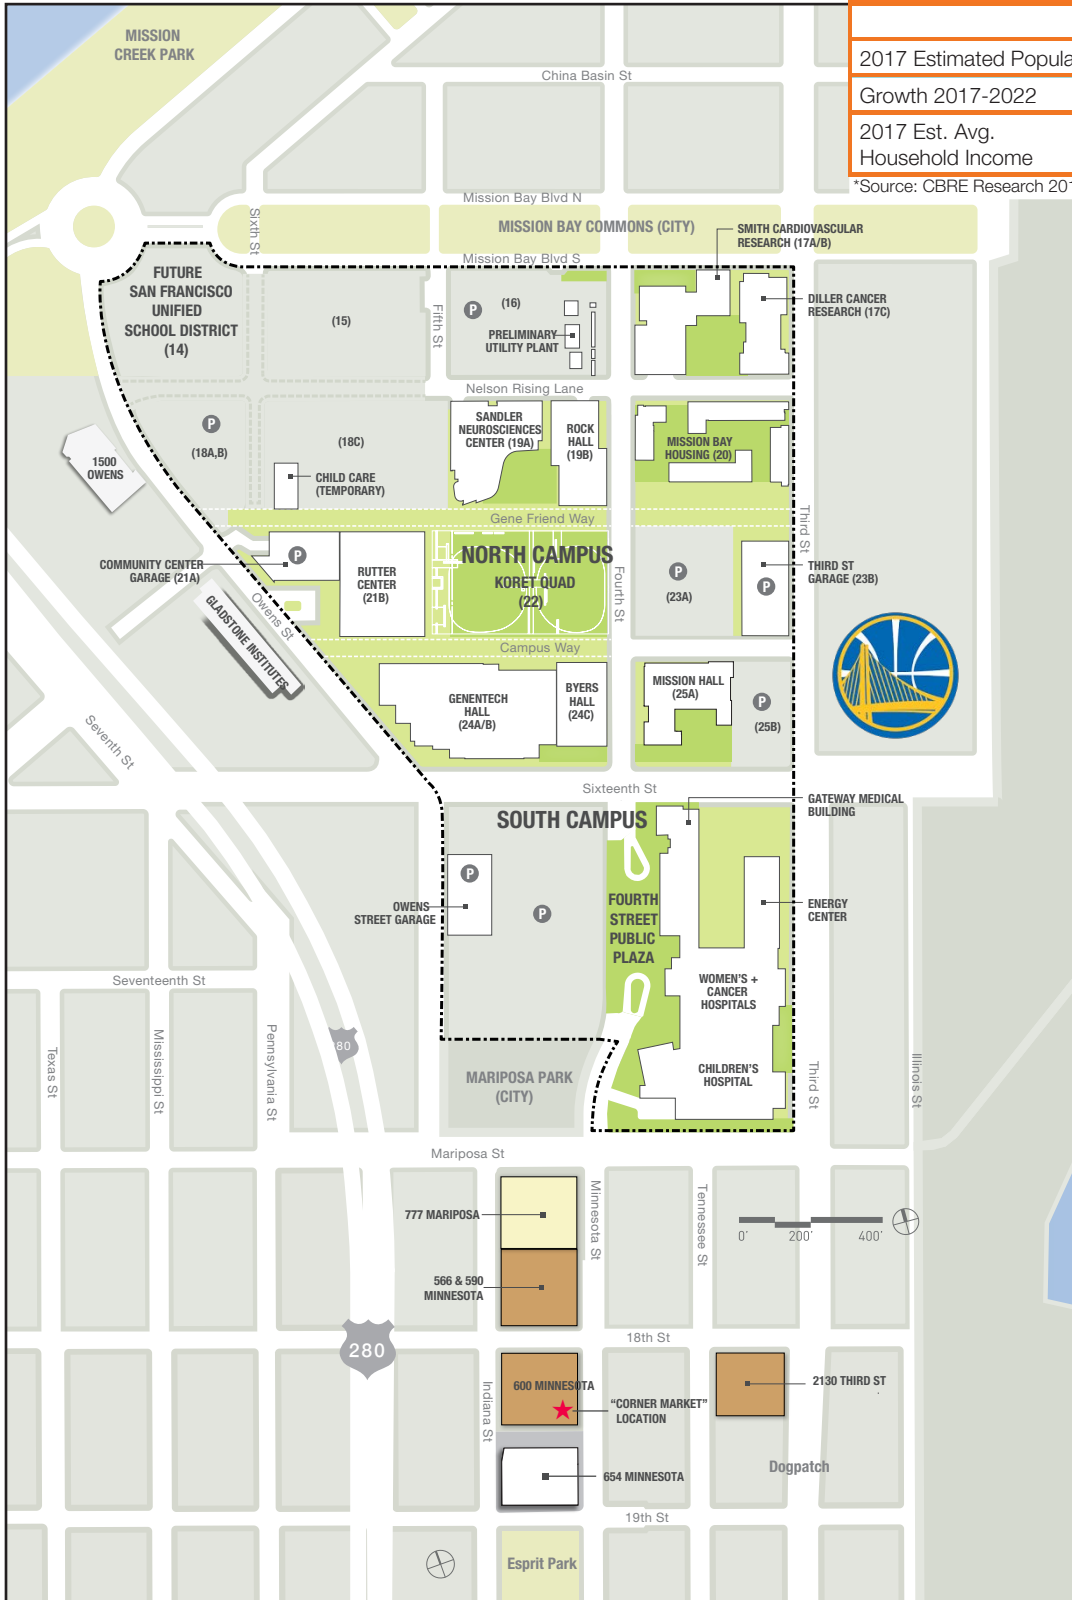 MISSION
CREEK PARK
2017 Estimated Popula
Growth 2017-2022
2017 Est. Avg.
Household Income
*Source: CBRE Research 201
China Basin St
Mission Bay Blvd N
Sixth St
MISSION BAY COMMONS (CITY)
SMITH CARDIOVASCULAR
RESEARCH (17A/B)
Mission Bay Blvd S
FUTURE
SAN FRANCISCO
UNIFIED
SCHOOL DISTRICT
(14)
(15)
Fifth St
P
(16)
PRELIMINARY
UTILITY PLANT
DILLER CANCER
RESEARCH (17C)
Nelson Rising Lane
P
(18A,B)
(18C)
SANDLER
NEUROSCIENCES
CENTER (19A)
ROCK
HALL
(19B)
MISSION BAY
HOUSING (20)
1500
OWENS
CHILD CARE
(TEMPORARY)
Gene Friend Way
Third St
COMMUNITY CENTER
GARAGE (21A)
P
RUTTER
CENTER
(21B)
NORTH CAMPUS
KORET QUAD
(22)
Fourth St
P
(23A)
P
THIRD ST
GARAGE (23B)
Owens St
GLADSTONE INSTITUTES
Campus Way
GENENTECH
HALL
(24A/B)
BYERS
HALL
(24C)
MISSION HALL
(25A)
P
(25B)
Seventh St
Sixteenth St
SOUTH CAMPUS
GATEWAY MEDICAL
BUILDING
P
OWENS
STREET GARAGE
P
FOURTH
STREET
PUBLIC
PLAZA
ENERGY
CENTER
WOMEN'S +
CANCER
HOSPITALS
Seventeenth St
Texas St
Mississippi St
Pennsylvania St
80
MARIPOSA PARK
(CITY)
CHILDREN'S
HOSPITAL
Third St
Illinois St
Mariposa St
777 MARIPOSA
Minnesota St
Tennessee St
0' 200' 400'
566 & 590
MINNESOTA
18th St
280
Indiana St
600 MINNESOTA
"CORNER MARKET"
LOCATION
2130 THIRD ST
654 MINNESOTA
Dogpatch
19th St
Esprit Park